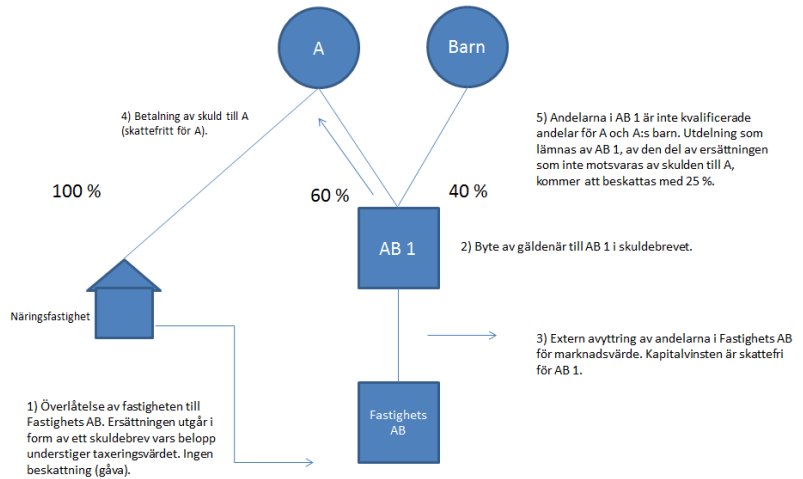 A
Barn
4) Betalning av skuld till A
(skattefritt för A).
5) Andelarna i AB 1 är inte kvalificerade
andelar för A och A:s barn. Utdelning som
lämnas av AB 1, av den del av ersättningen
som inte motsvaras av skulden till A,
kommer att beskattas med 25 %.
100 %
60 %
40 %
AB 1
2) Byte av gäldenär till AB 1 i skuldebrevet.
Näringsfastighet
3) Extern avyttring av andelarna i Fastighets AB
för marknadsvärde. Kapitalvinsten är skattefri
för AB 1.
1) Överlåtelse av fastigheten till
Fastighets AB. Ersättningen utgår i
form av ett skuldebrev vars belopp
understiger taxeringsvärdet. Ingen
beskattning (gåva).
Fastighets
AB